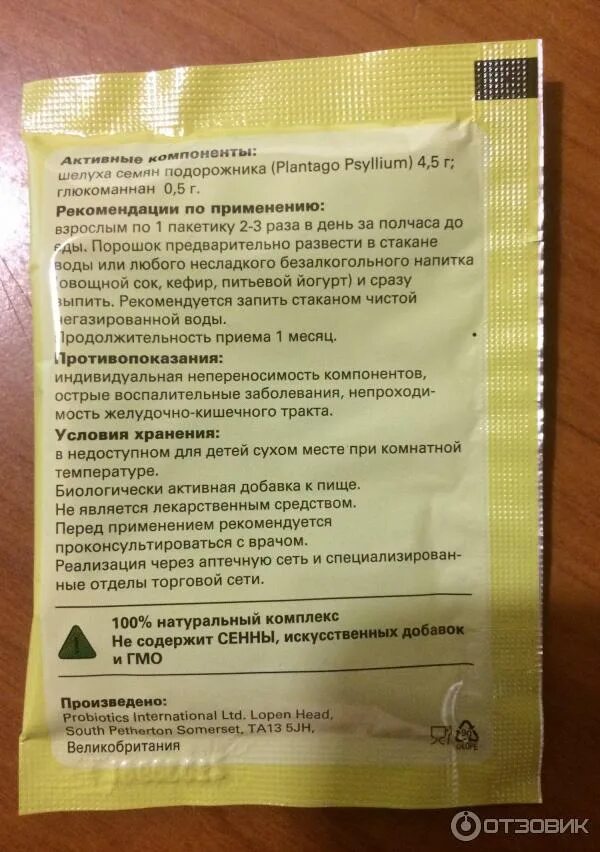 Активные компоненты:
шелуха семян подорожника (Plantago Psyllium) 4,5 г;
глюкоманнан 0,5 г.
Рекомендации по применению:
взрослым по 1 пакетику 2-3 раза в день за полчаса до
еды. Порошок предварительно развести в стакане
воды или любого несладкого безалкогольного напитка
(овощной сок, кефир, питьевой йогурт) и сразу
выпить. Рекомендуется запить стаканом чистой
негазированной воды.
Продолжительность приема 1 месяц.
Противопоказания:
индивидуальная непереносимость компонентов,
острые воспалительные заболевания, непроходи-
мость желудочно-кишечного тракта.
Условия хранения:
в недоступном для детей сухом месте при комнатной
температуре.
Биологически активная добавка к пище.
Не является лекарственным средством.
Перед применением рекомендуется
проконсультироваться с врачом.
Реализация через аптечную сеть и специализирован-
ные отделы торговой сети.
100% натуральный комплекс
Не содержит СЕННЫ, искусственных добавок
и ГМО
Произведено:
Probiotics International Ltd. Lopen Head,
South Petherton Somerset, TA13 5JH,
Великобритания
90
C/LDPE
ОТЗОВИК